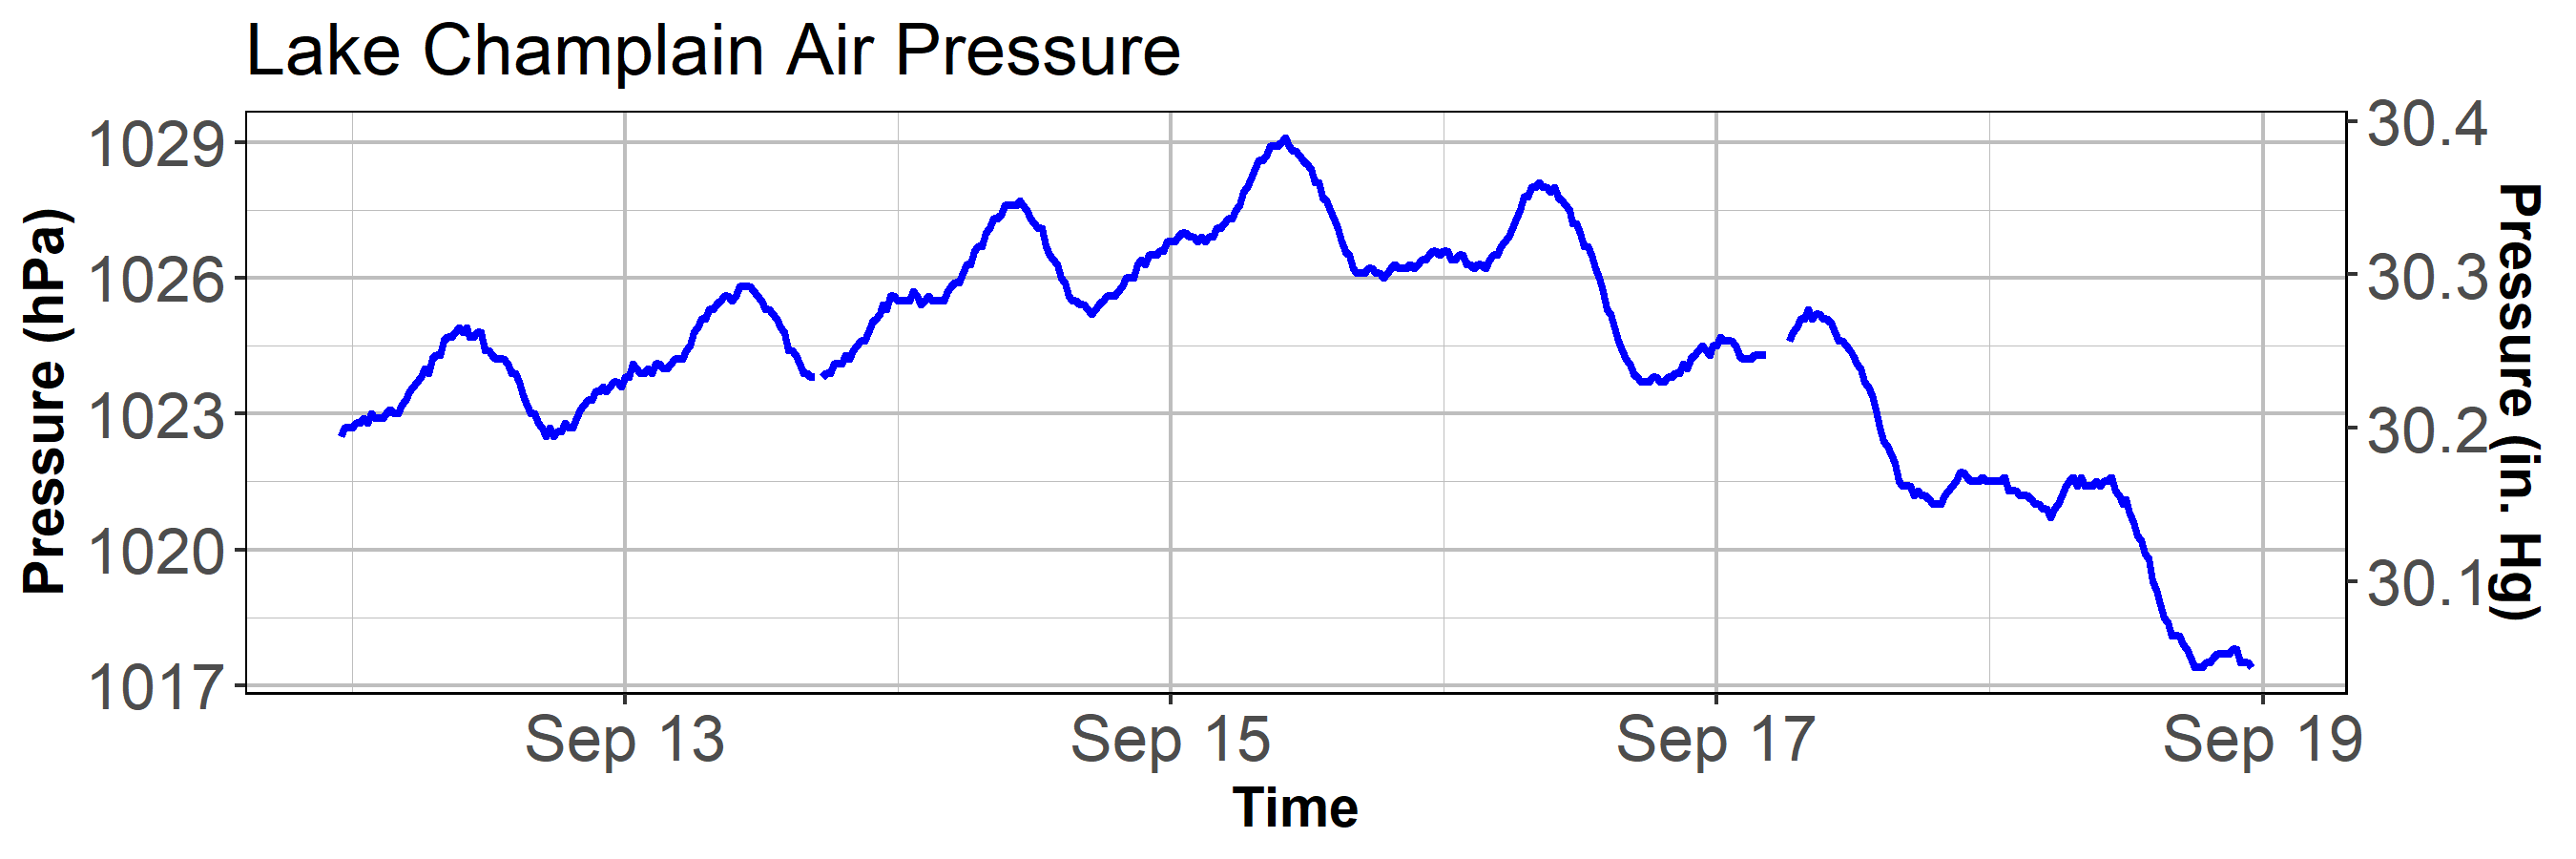 Lake Champlain Air Pressure
Pressure (hPa)
1029
1026
1023
1020
1017
30.4
30.3
30.2
30.1
Pressure (in. Hg)
Sep 13
Sep 15
Sep 17
Sep 19
Time